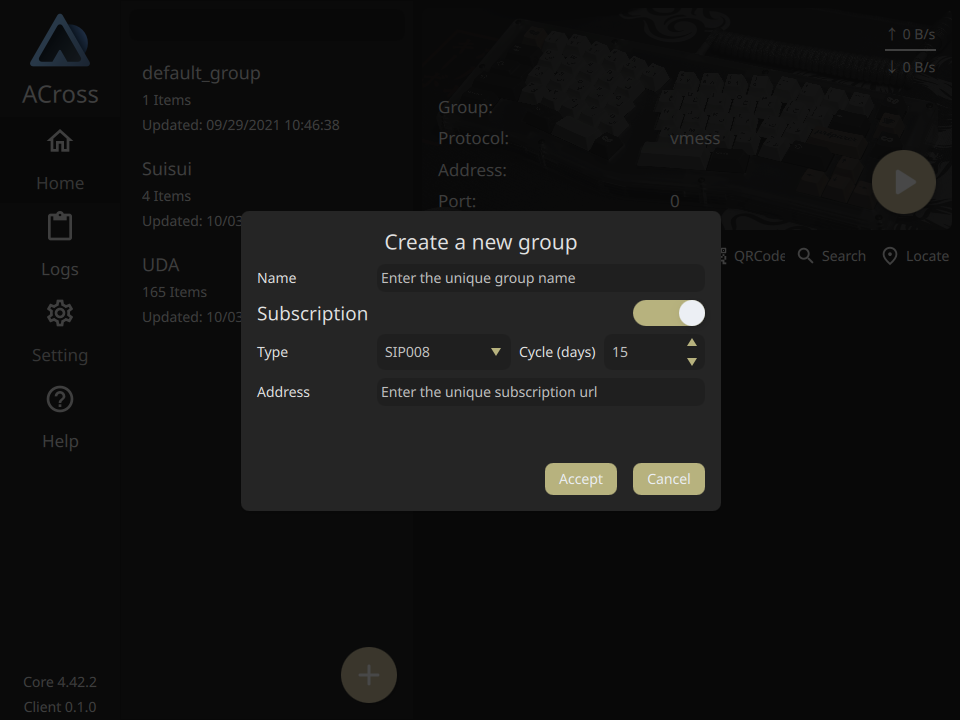 ACross
Home
Logs
Setting
Help
Core 4.42.2
Client 0.1.0
default_group
1 Items
Updated: 09/29/2021 10:46:38
Suisui
4 Items
Updated: 10/03
UDA
165 Items
Updated: 10/03
↑ 0 B/s
↓ 0 B/s
Group:
Protocol: vmess
Address:
Port: 0
QRCode Search Locate
Create a new group
Name Enter the unique group name
Subscription
Type SIP008 Cycle (days) 15
Address Enter the unique subscription url
Accept Cancel